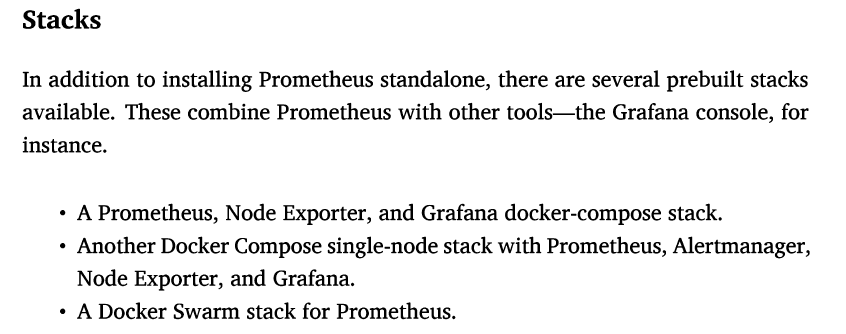 Stacks
In addition to installing Prometheus standalone, there are several prebuilt stacks
available. These combine Prometheus with other tools—the Grafana console, for
instance.
• A Prometheus, Node Exporter, and Grafana docker-compose stack.
• Another Docker Compose single-node stack with Prometheus, Alertmanager,
Node Exporter, and Grafana.
• A Docker Swarm stack for Prometheus.